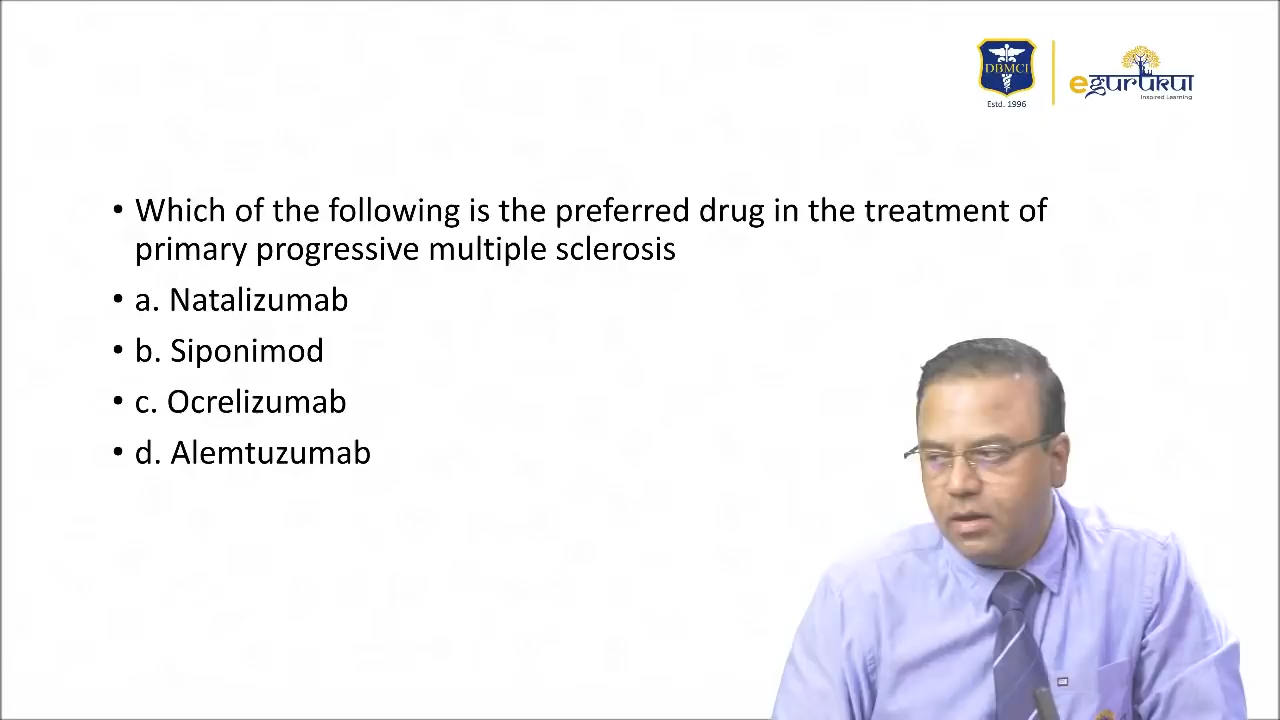 DBMCI
Estd. 1996
egurukul
Inspired Learning
• Which of the following is the preferred drug in the treatment of
primary progressive multiple sclerosis
• a. Natalizumab
• b. Siponimod
• c. Ocrelizumab
• d. Alemtuzumab